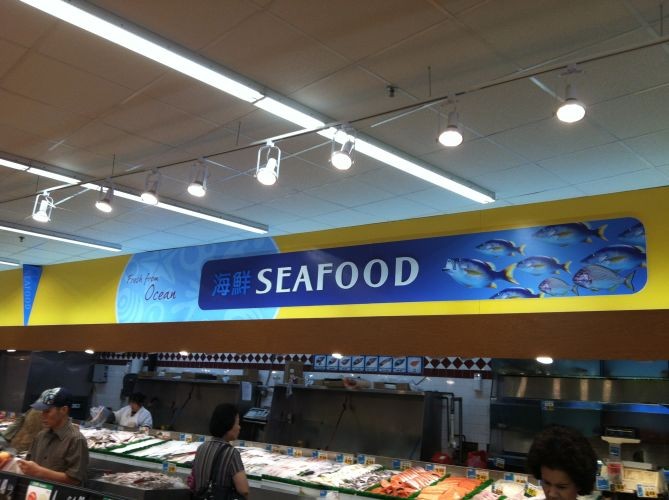 Fresh from
Ocean
海鮮 SEAFOOD